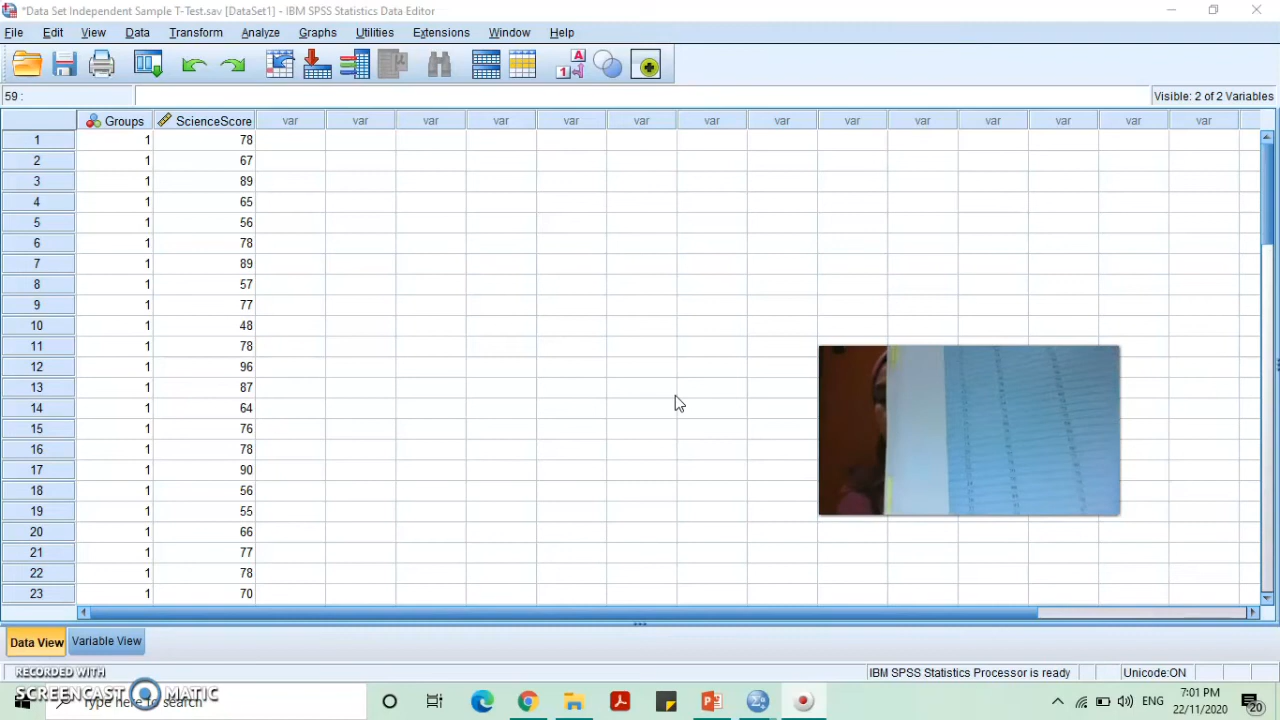 *Data Set Independent Sample T-Test.sav [DataSet1] - IBM SPSS Statistics Data Editor
File Edit View Data Transform Analyze Graphs Utilities Extensions Window Help
59 :
Visible: 2 of 2 Variables
Groups ScienceScore var var var var var var var var var var var var var var
1 1 78
2 1 67
3 1 89
4 1 65
5 1 56
6 1 78
7 1 89
8 1 57
9 1 77
10 1 48
11 1 78
12 1 96
13 1 87
14 1 64
15 1 76
16 1 78
17 1 90
18 1 56
19 1 55
20 1 66
21 1 77
22 1 78
23 1 70
Data View Variable View
IBM SPSS Statistics Processor is ready Unicode:ON
RECORDED WITH
SCREENCAST MATIC
Type here to search
ENG
7:01 PM
22/11/2020
20